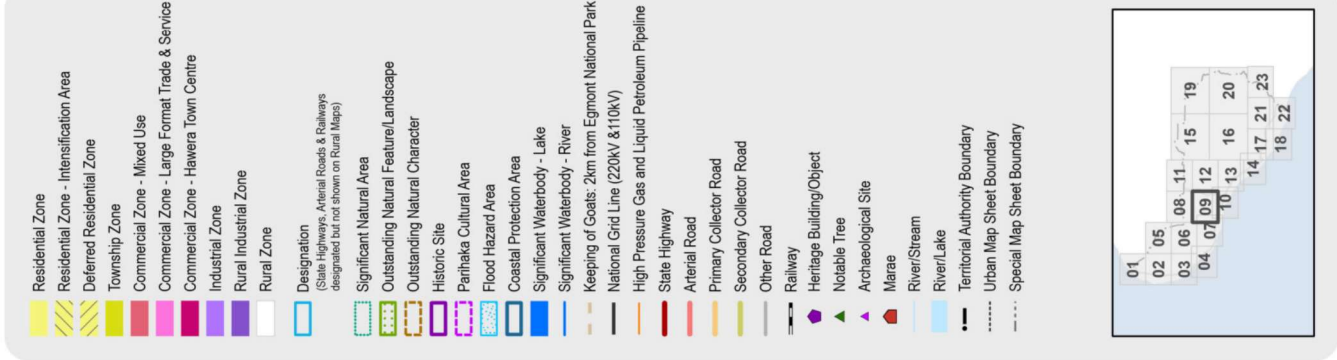 Residential Zone
Residential Zone - Intensification Area
Deferred Residential Zone
Township Zone
Commercial Zone - Mixed Use
Commercial Zone - Large Format Trade & Service
Commercial Zone - Hawera Town Centre
Industrial Zone
Rural Industrial Zone
Rural Zone
Designation
(State Highways, Arterial Roads & Railways
designated but not shown on Rural Maps)
Significant Natural Area
Outstanding Natural Feature/Landscape
Outstanding Natural Character
Historic Site
Parihaka Cultural Area
Flood Hazard Area
Coastal Protection Area
Significant Waterbody - Lake
Significant Waterbody - River
Keeping of Goats: 2km from Egmont National Park
National Grid Line (220kV &110kV)
High Pressure Gas and Liquid Petroleum Pipeline
State Highway
Arterial Road
Primary Collector Road
Secondary Collector Road
Other Road
Railway
Heritage Building/Object
Notable Tree
Archaeological Site
Marae
River/Stream
River/Lake
Territorial Authority Boundary
Urban Map Sheet Boundary
Special Map Sheet Boundary
01
02 05
03 06 08 11 15 19
04 07 09 12 16 20
10 13
14 17 21 23
18 22